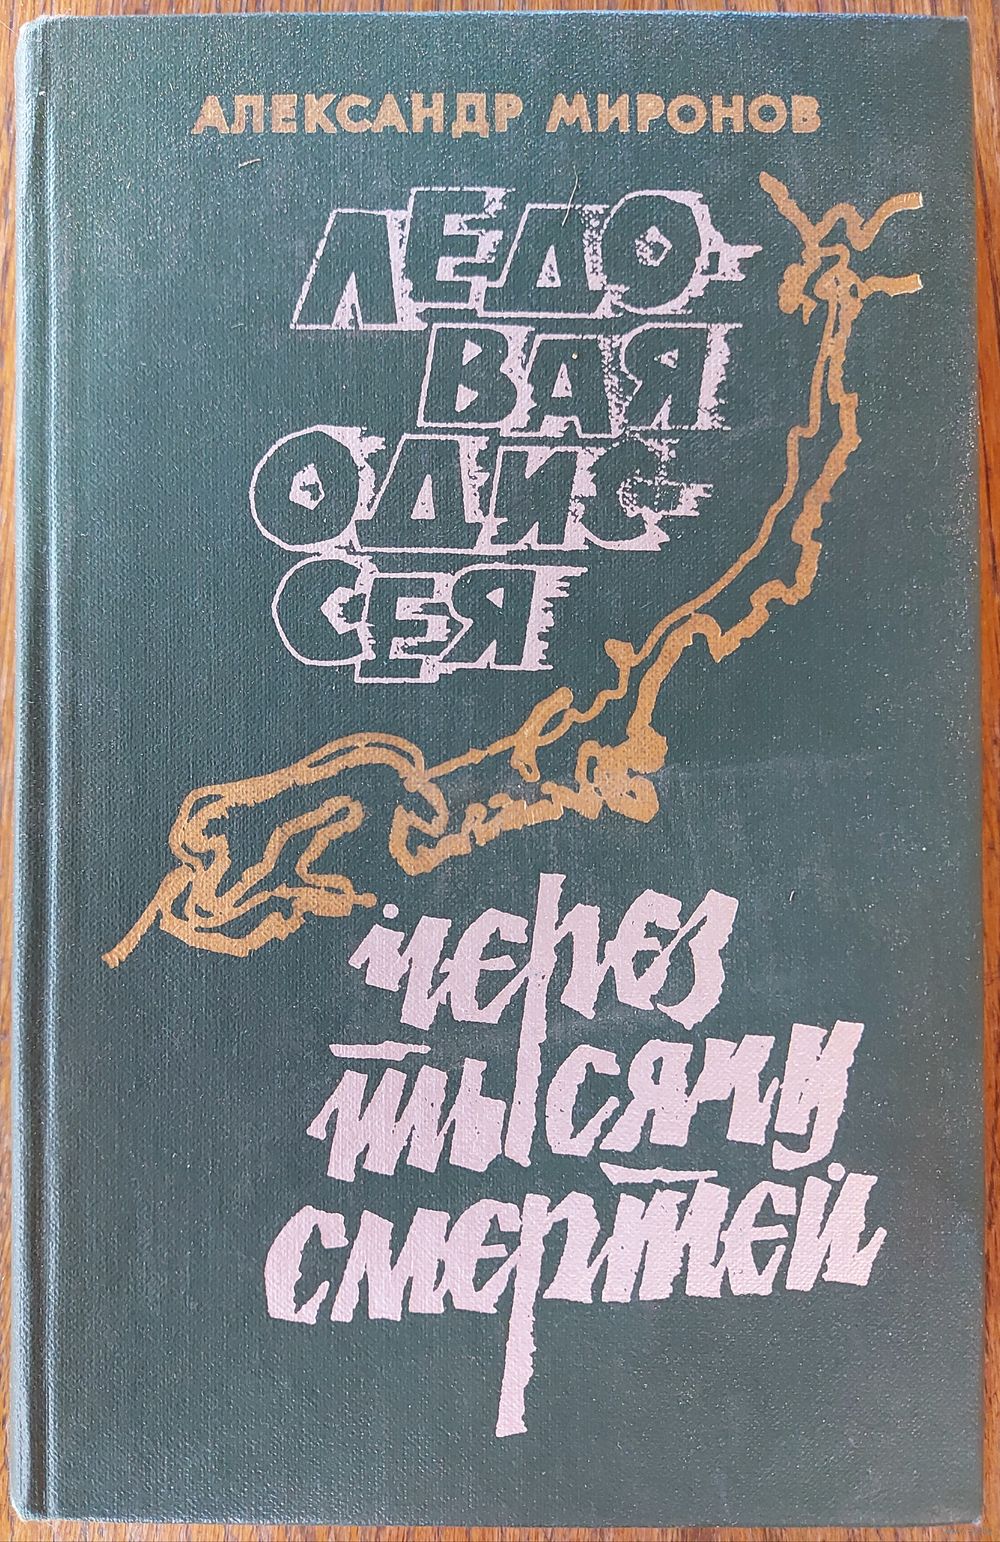 АЛЕКСАНДР МИРОНОВ
ЛЕДО-
ВАЯ
ОДИС-
СЕЯ
Через
тысячу
смертей